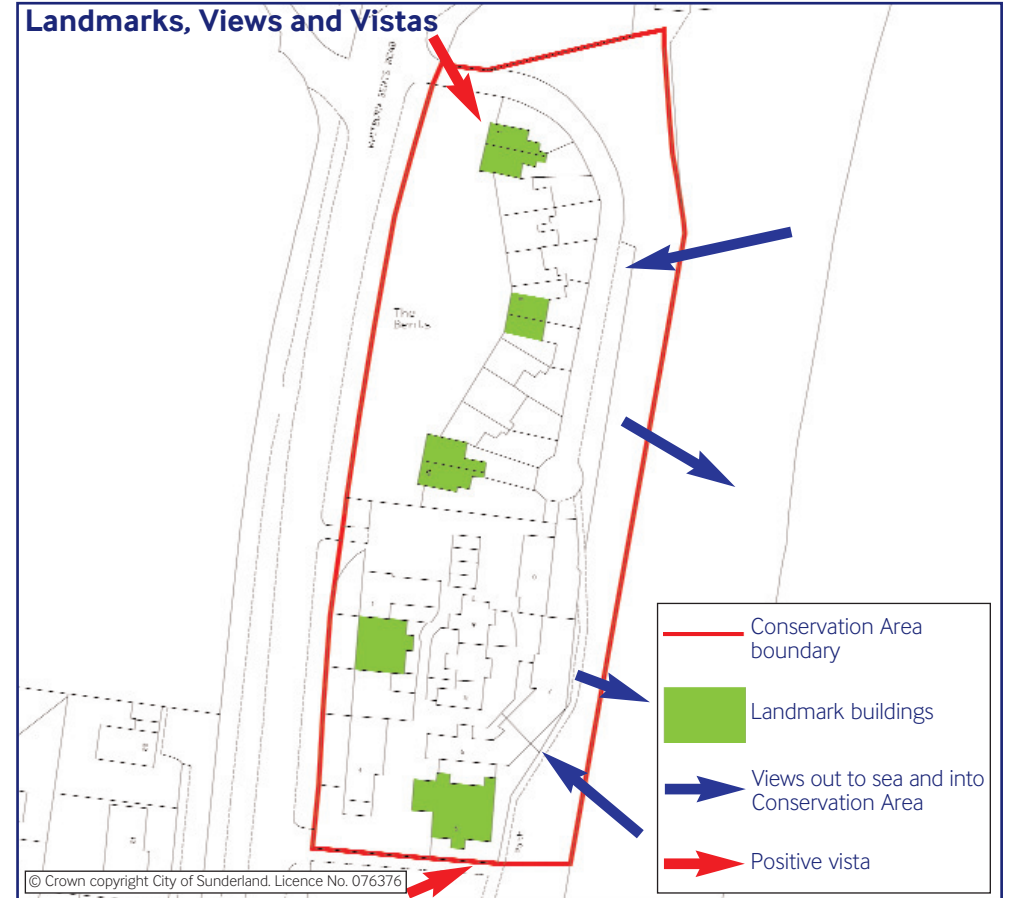 Landmarks, Views and Vistas
The
Conservation Area
boundary
Landmark buildings
Views out to sea and into
Conservation Area
Positive vista
© Crown copyright City of Sunderland. Licence No. 076376